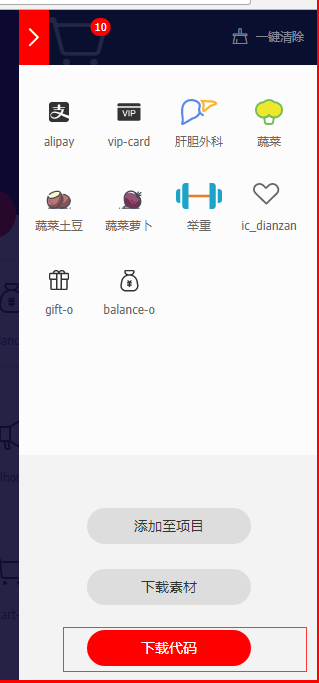 10
一键清除
VIP
alipay
vip-card
肝胆外科
蔬菜
蔬菜土豆
蔬菜萝卜
举重
ic_dianzan
gift-o
balance-o
添加至项目
下载素材
下载代码